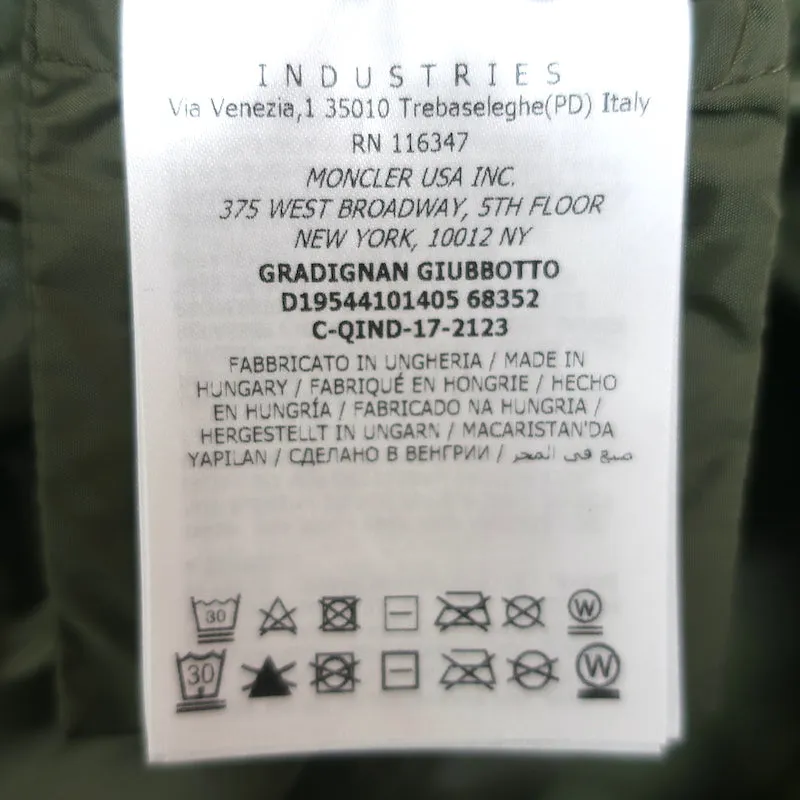 INDUSTRIES
Via Venezia,1 35010 Trebaseleghe(PD) Italy
RN 116347
MONCLER USA INC.
375 WEST BROADWAY, 5TH FLOOR
NEW YORK, 10012 NY
GRADIGNAN GIUBBOTTO
D19544101405 68352
C-QIND-17-2123
FABBRICATO IN UNGHERIA / MADE IN
HUNGARY / FABRIQUÉ EN HONGRIE / HECHO
EN HUNGRÍA / FABRICADO NA HUNGRIA /
HERGESTELLT IN UNGARN / MACARISTAN'DA
YAPILAN / СДЕЛАНО В ВЕНГРИИ / صنع في المجر
30 W
30 W